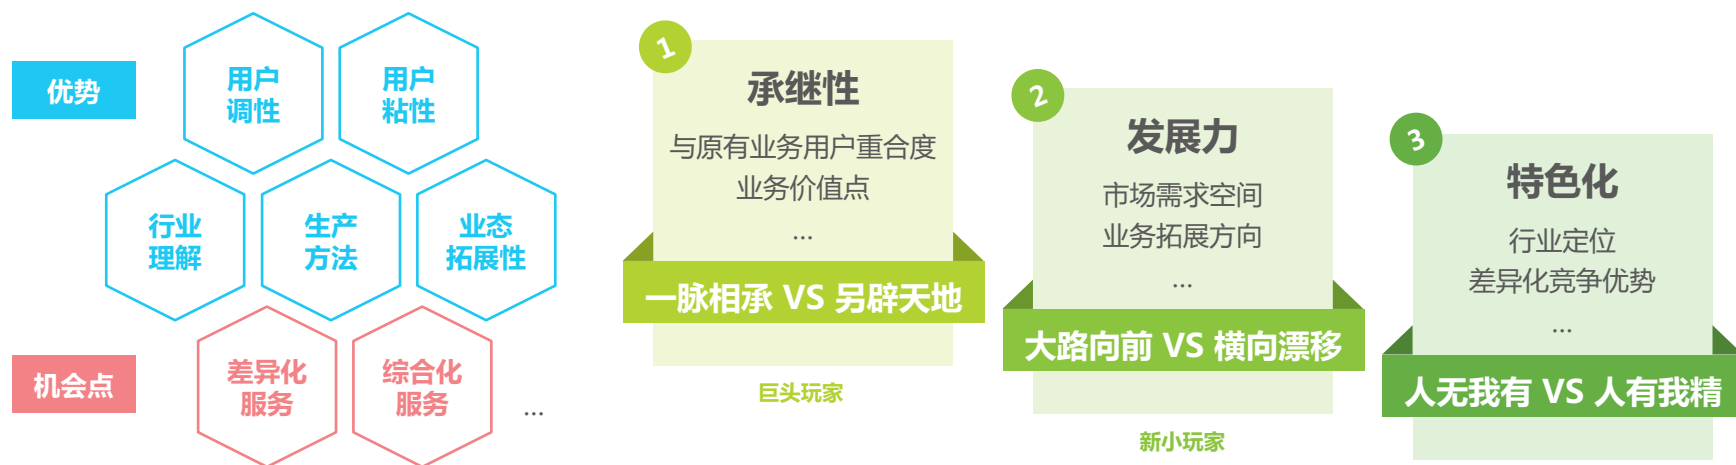 优势
用户
调性
用户
粘性
行业
理解
生产
方法
业态
拓展性
机会点
差异化
服务
综合化
服务
...
1
承继性
与原有业务用户重合度
业务价值点
...
一脉相承 VS 另辟天地
巨头玩家
2
发展力
市场需求空间
业务拓展方向
...
大路向前 VS 横向漂移
新小玩家
3
特色化
行业定位
差异化竞争优势
...
人无我有 VS 人有我精